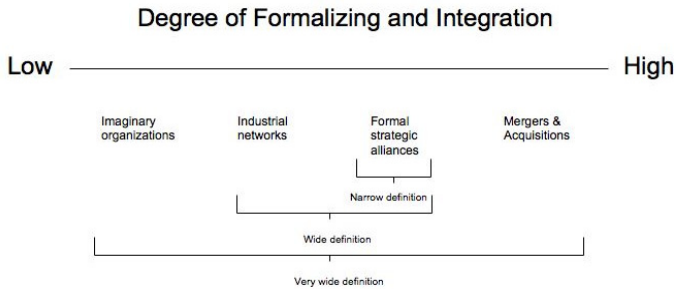 Degree of Formalizing and Integration
Low
High
Imaginary
organizations
Industrial
networks
Formal
strategic
alliances
Mergers &
Acquisitions
Narrow definition
Wide definition
Very wide definition